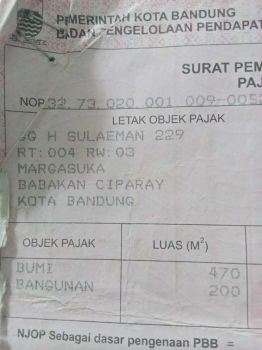 PEMERINTAH KOTA BANDUNG
BADAN PENGELOLAAN PENDAPAT
SURAT PEM
PAJ
NOP 32 73 020 001 009-005
LETAK OBJEK PAJAK
GG H SULAEMAN 229
RT:004 RW:03
MARGASUKA
BABAKAN CIPARAY
KOTA BANDUNG
OBJEK PAJAK LUAS (M²)
BUMI 470
BANGUNAN 200
NJOP Sebagai dasar pengenaan PBB =